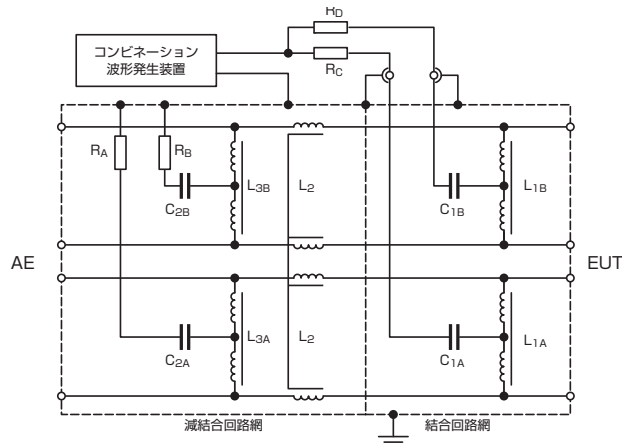 RD
コンビネーション
波形発生装置
RC
RA
RB
C2B
L3B
L2
C1B
L1B
AE
EUT
C2A
L3A
L2
C1A
L1A
減結合回路網
結合回路網